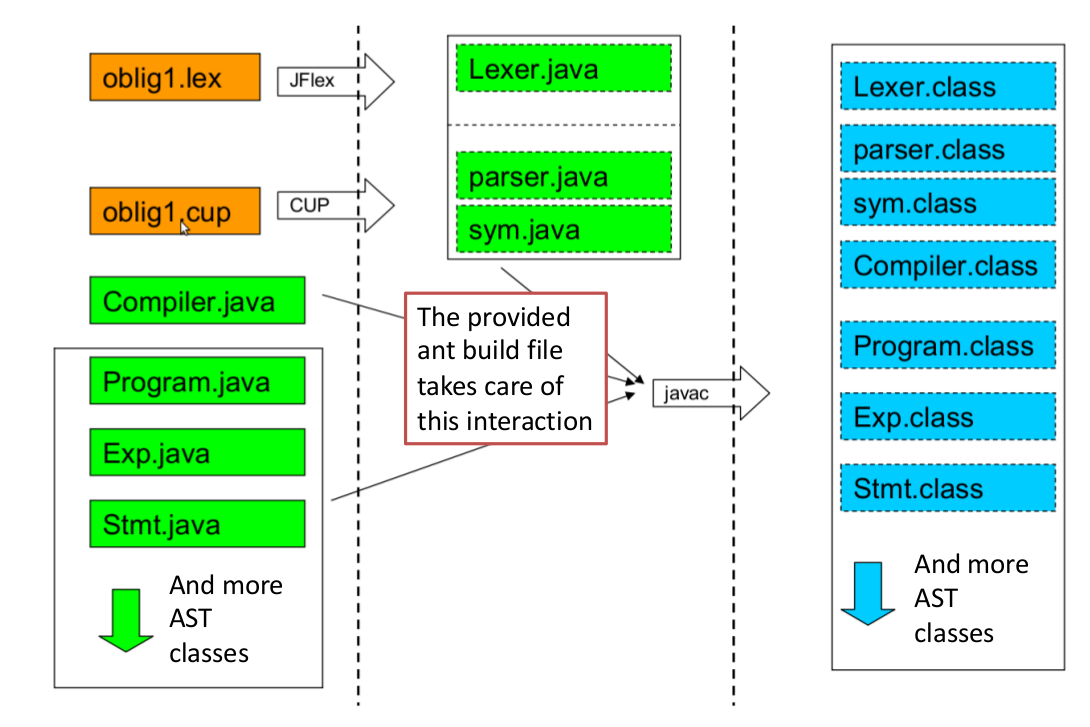 oblig1.lex
JFlex
Lexer.java
Lexer.class
parser.java
parser.class
oblig1.cup
CUP
sym.java
sym.class
Compiler.java
Compiler.class
The provided
ant build file
takes care of
this interaction
Program.java
Program.class
javac
Exp.java
Exp.class
Stmt.java
Stmt.class
And more
AST
classes
And more
AST
classes